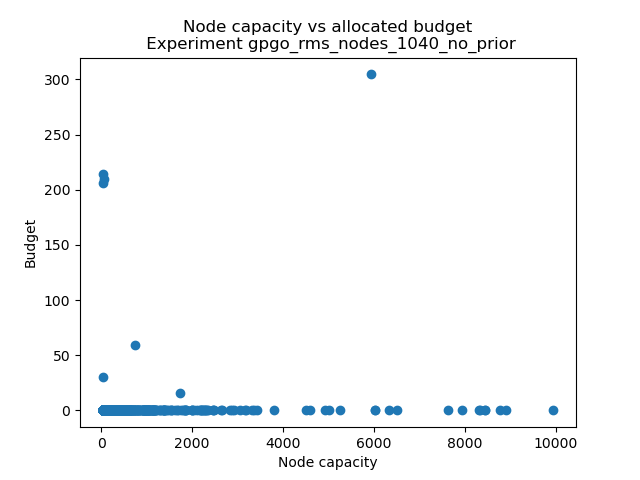 Node capacity vs allocated budget
Experiment gpgo_rms_nodes_1040_no_prior
300
250
200
150
100
50
0
Budget
0 2000 4000 6000 8000 10000
Node capacity